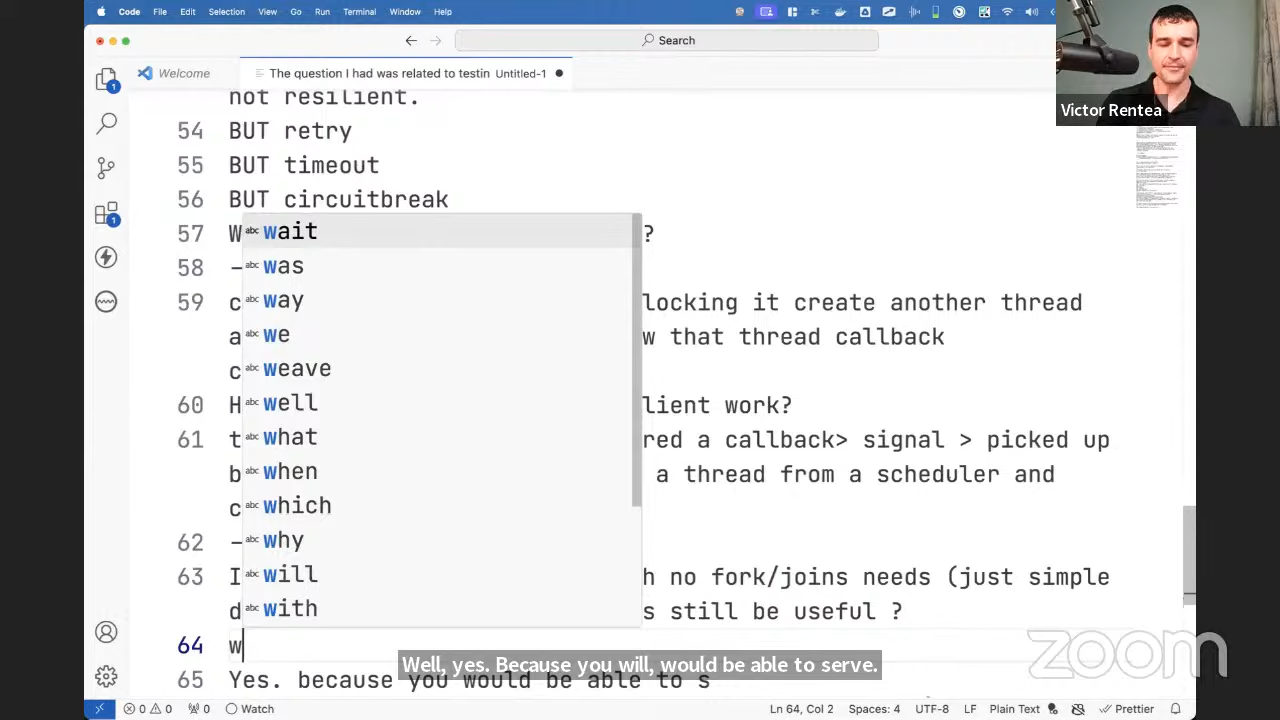 Code File Edit Selection View Go Run Terminal Window Help
Search
Victor Rentea
Welcome
The question I had was related to testin Untitled-1
not resilient.
54 BUT retry
55 BUT timeout
56 BUT circuitbreak
57 W ?
wait
was
58 -
way
59 c locking it create another thread
we
a w that thread callback
weave
c
well
60 H lient work?
what
61 t red a callback> signal > picked up
when
b a thread from a scheduler and
which
c
why
62 -
will
63 I h no fork/joins needs (just simple
with
d s still be useful ?
64 w
65 Yes. because you would be able to s
Well, yes. Because you will, would be able to serve.
zoom
0 0 0 Watch Ln 64, Col 2 Spaces: 4 UTF-8 LF Plain Text Prettier